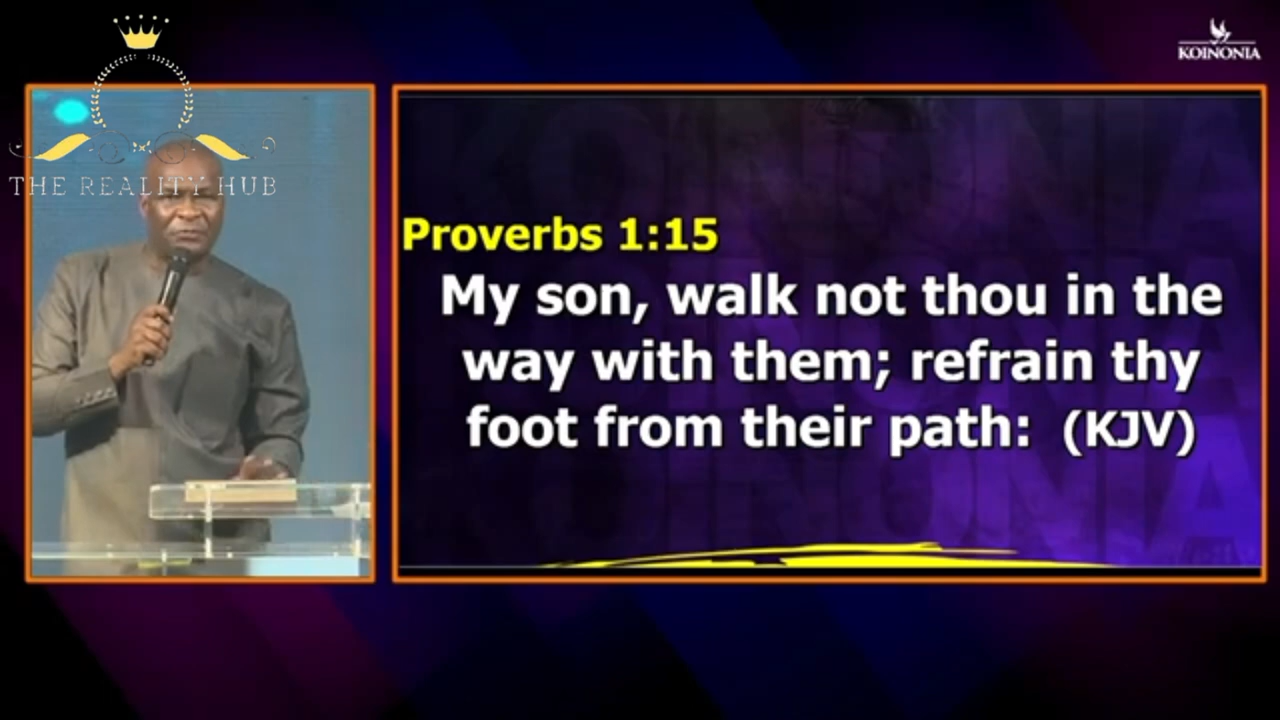 KOINONIA
THE REALITY HUB
Proverbs 1:15
My son, walk not thou in the
way with them; refrain thy
foot from their path: (KJV)